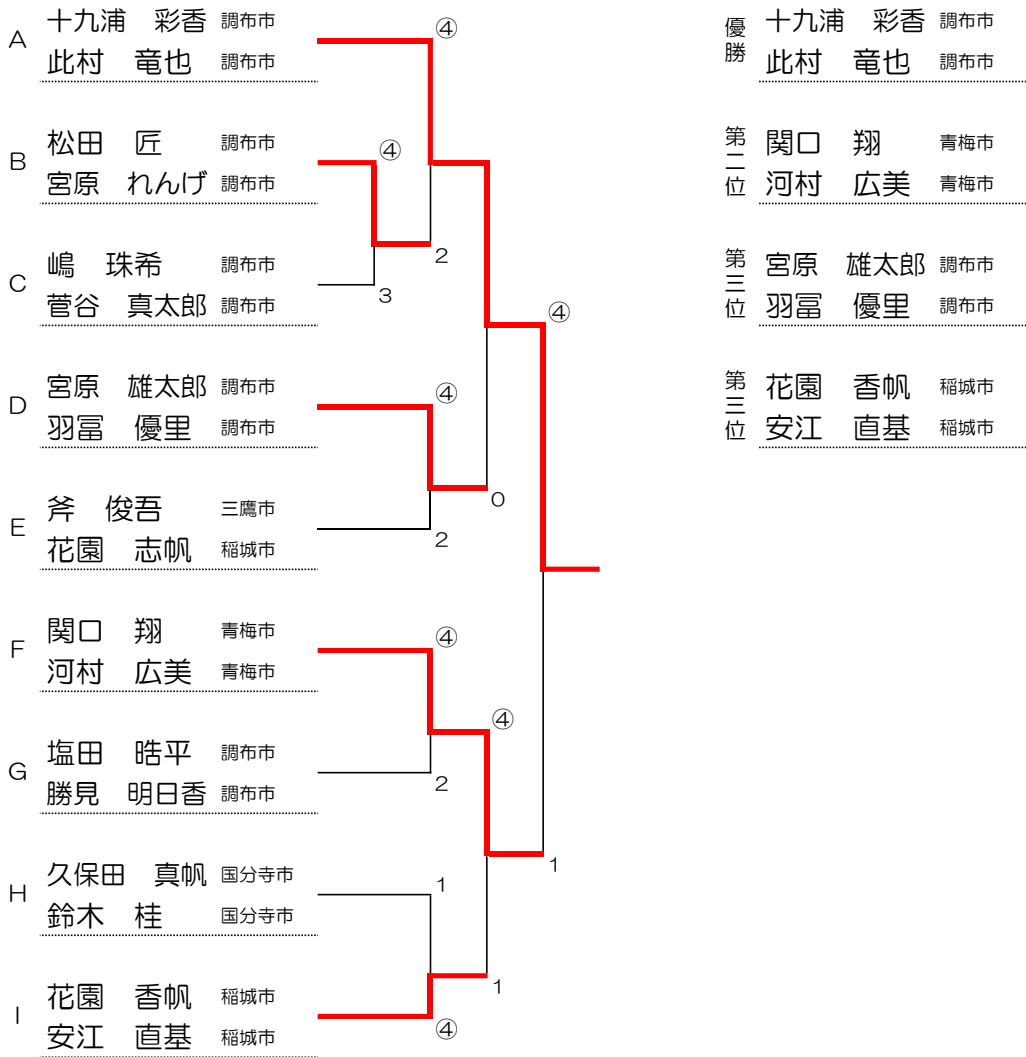 A
十九浦　彩香 調布市
此村　竜也 調布市
④
B
松田　匠 調布市
宮原　れんげ 調布市
④
2
C
嶋　珠希 調布市
菅谷　真太郎 調布市
3
④
D
宮原　雄太郎 調布市
羽冨　優里 調布市
④
0
E
斧　俊吾 三鷹市
花園　志帆 稲城市
2
F
関口　翔 青梅市
河村　広美 青梅市
④
④
G
塩田　晧平 調布市
勝見　明日香 調布市
2
1
H
久保田　真帆 国分寺市
鈴木　桂 国分寺市
1
1
I
花園　香帆 稲城市
安江　直基 稲城市
④
優勝
十九浦　彩香 調布市
此村　竜也 調布市
第二位
関口　翔 青梅市
河村　広美 青梅市
第三位
宮原　雄太郎 調布市
羽冨　優里 調布市
第三位
花園　香帆 稲城市
安江　直基 稲城市